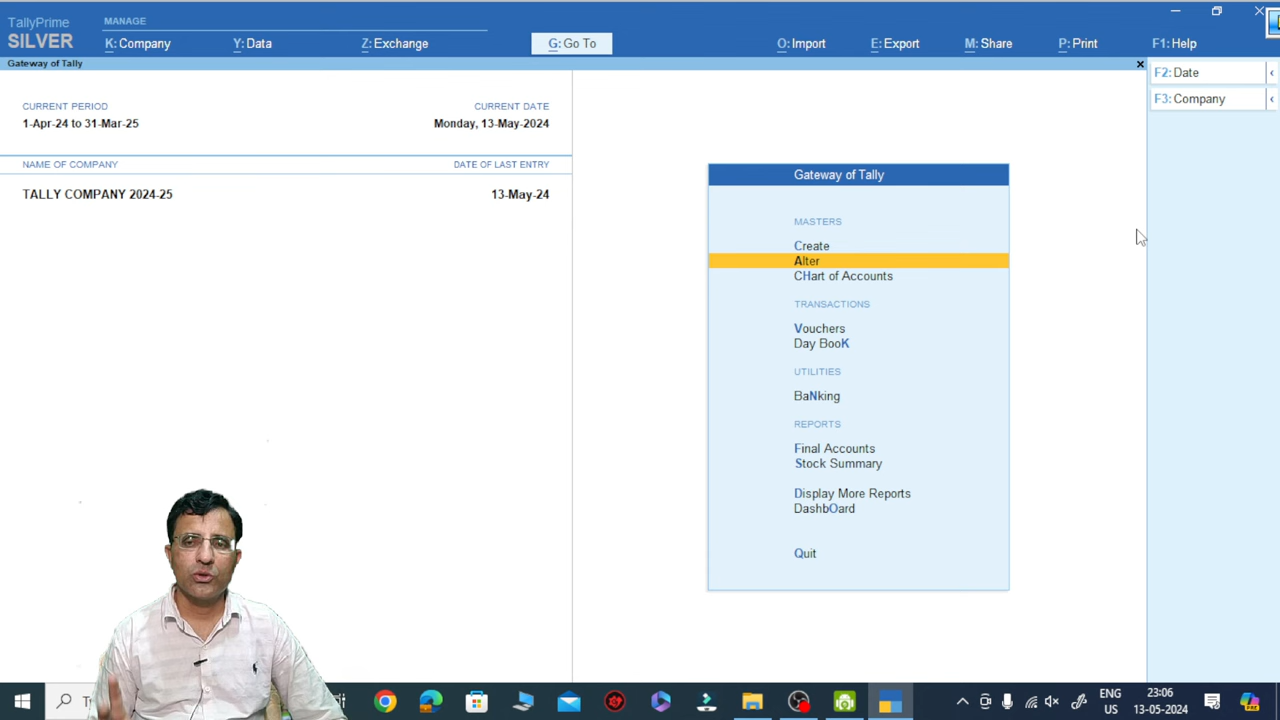 TallyPrime
SILVER
MANAGE
K: Company
Y: Data
Z: Exchange
G: Go To
O: Import
E: Export
M: Share
P: Print
F1: Help
Gateway of Tally
F2: Date
F3: Company
CURRENT PERIOD
CURRENT DATE
1-Apr-24 to 31-Mar-25
Monday, 13-May-2024
NAME OF COMPANY
DATE OF LAST ENTRY
TALLY COMPANY 2024-25
13-May-24
Gateway of Tally
MASTERS
Create
Alter
CHart of Accounts
TRANSACTIONS
Vouchers
Day BooK
UTILITIES
BaNking
REPORTS
Final Accounts
Stock Summary
Display More Reports
DashbOard
Quit
ENG
US
23:06
13-05-2024